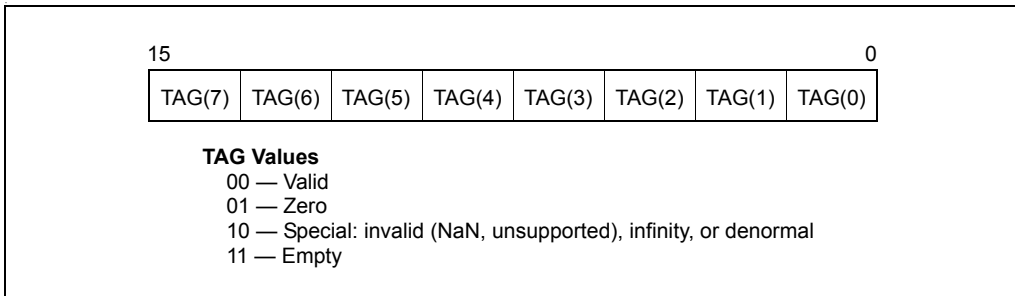 15 0
TAG(7) TAG(6) TAG(5) TAG(4) TAG(3) TAG(2) TAG(1) TAG(0)
TAG Values
00 — Valid
01 — Zero
10 — Special: invalid (NaN, unsupported), infinity, or denormal
11 — Empty